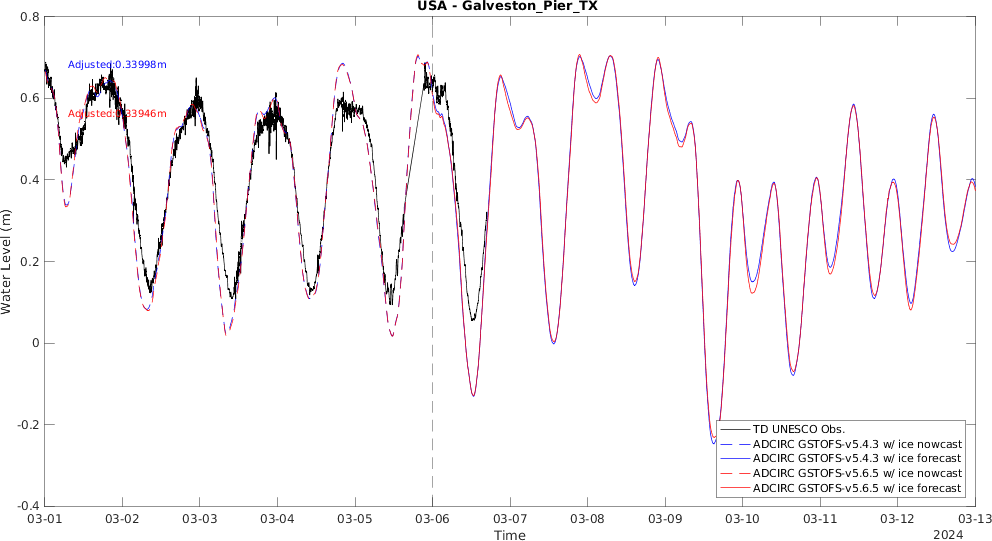 USA - Galveston_Pier_TX
0.8
0.6
0.4
0.2
0
-0.2
-0.4
Water Level (m)
Adjusted:0.33998m
Adjusted:0.33946m
TD UNESCO Obs.
ADCIRC GSTOFS-v5.4.3 w/ ice nowcast
ADCIRC GSTOFS-v5.4.3 w/ ice forecast
ADCIRC GSTOFS-v5.6.5 w/ ice nowcast
ADCIRC GSTOFS-v5.6.5 w/ ice forecast
03-01 03-02 03-03 03-04 03-05 03-06 03-07 03-08 03-09 03-10 03-11 03-12 03-13
Time
2024